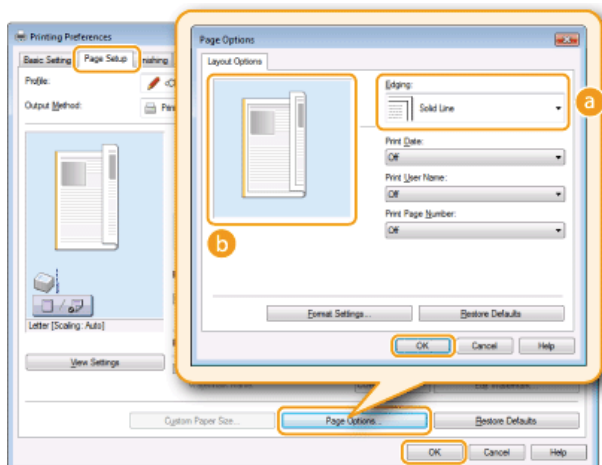 Printing Preferences
Basic Setting
Page Setup
nishing
Profile:
Output Method:
Letter [Scaling: Auto]
View Settings
Custom Paper Size...
Page Options...
Restore Defaults
OK
Cancel
Help
Page Options
Layout Options
Edging:
Solid Line
a
Print Date:
Off
Print User Name:
Off
Print Page Number:
Off
b
Format Settings...
Restore Defaults
OK
Cancel
Help